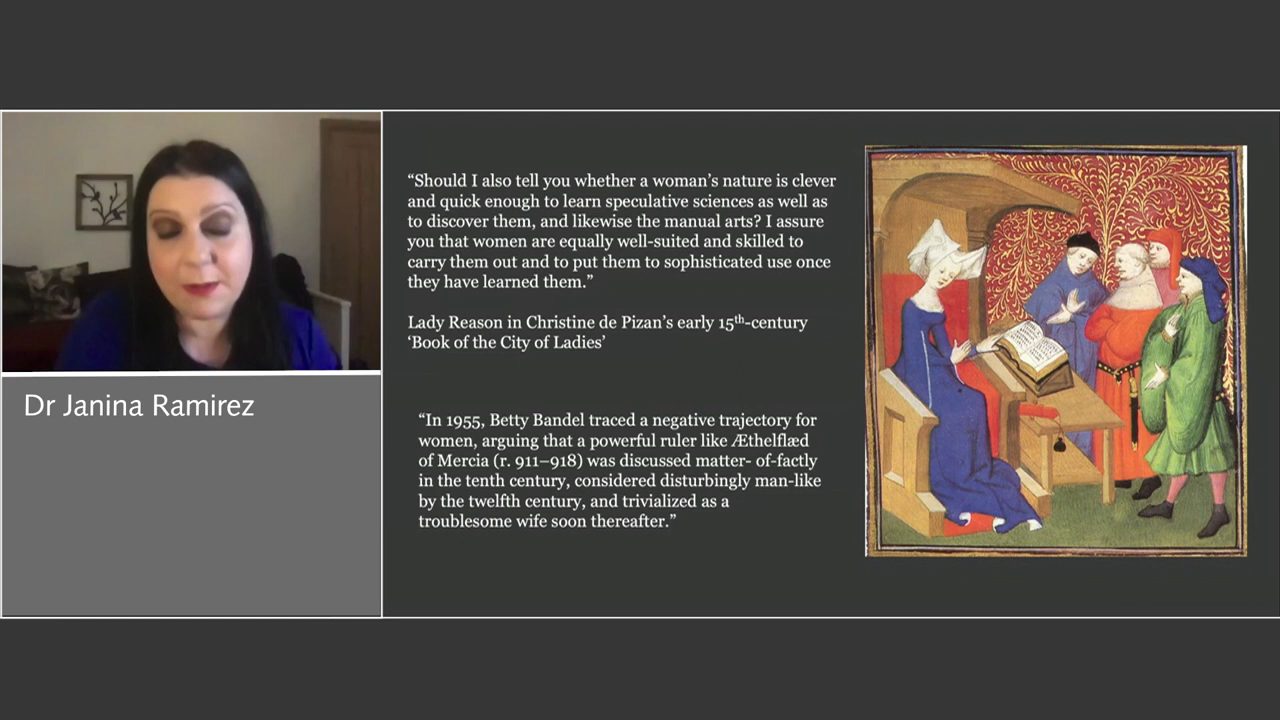 Dr Janina Ramirez
“Should I also tell you whether a woman’s nature is clever
and quick enough to learn speculative sciences as well as
to discover them, and likewise the manual arts? I assure
you that women are equally well-suited and skilled to
carry them out and to put them to sophisticated use once
they have learned them.”
Lady Reason in Christine de Pizan’s early 15th-century
‘Book of the City of Ladies’
“In 1955, Betty Bandel traced a negative trajectory for
women, arguing that a powerful ruler like Æthelflæd
of Mercia (r. 911–918) was discussed matter- of-factly
in the tenth century, considered disturbingly man-like
by the twelfth century, and trivialized as a
troublesome wife soon thereafter.”